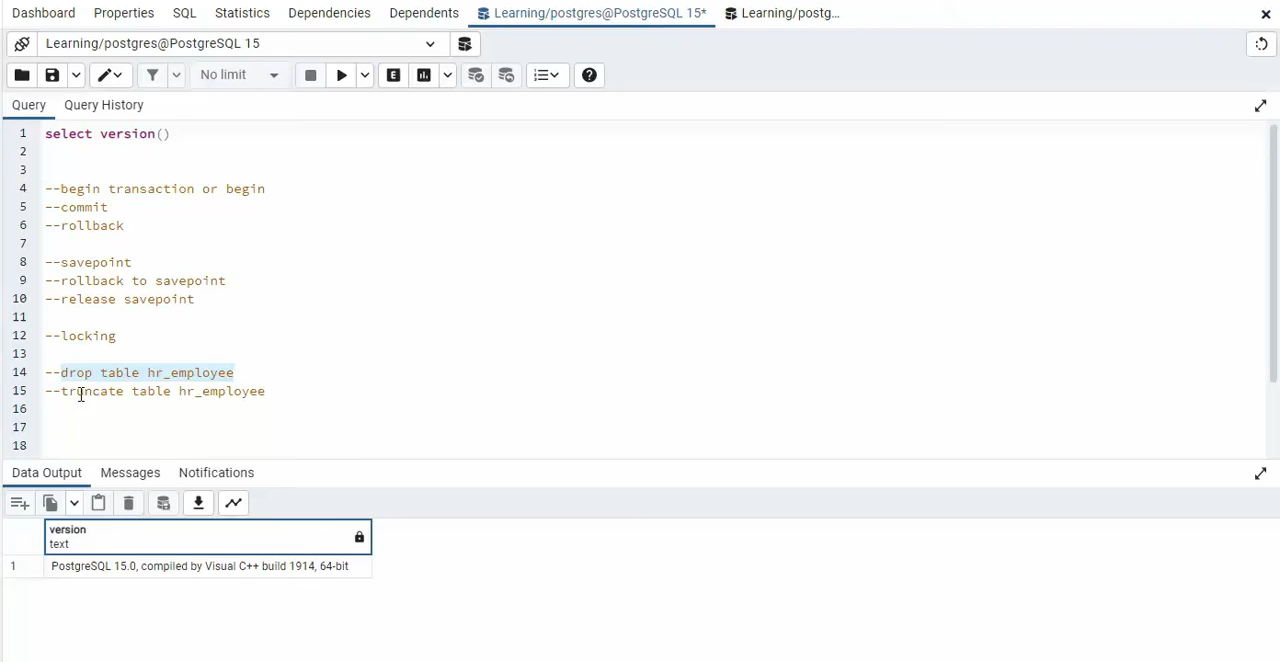 Dashboard Properties SQL Statistics Dependencies Dependents Learning/postgres@PostgreSQL 15* Learning/postg...
Learning/postgres@PostgreSQL 15
No limit
Query Query History
1 select version()
2
3
4 --begin transaction or begin
5 --commit
6 --rollback
7
8 --savepoint
9 --rollback to savepoint
10 --release savepoint
11
12 --locking
13
14 --drop table hr_employee
15 --truncate table hr_employee
16
17
18
Data Output Messages Notifications
version
text
1 PostgreSQL 15.0, compiled by Visual C++ build 1914, 64-bit